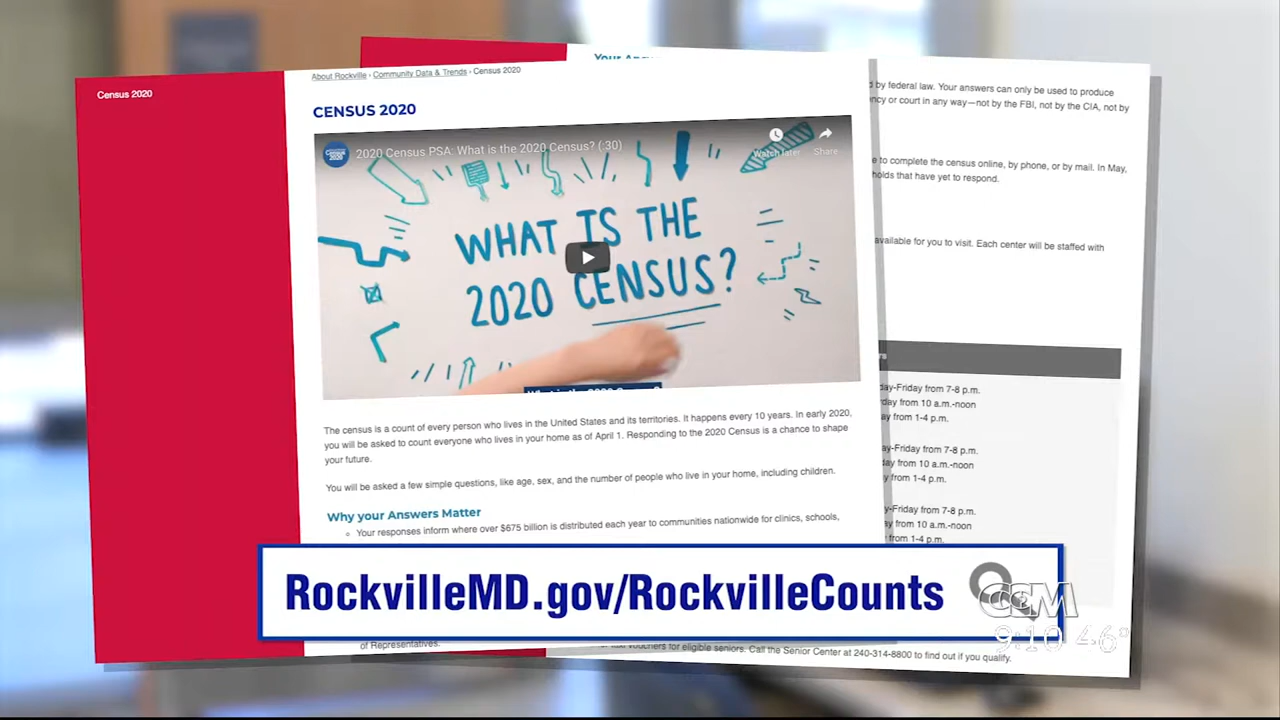 Census 2020
About Rockville › Community Data & Trends › Census 2020
CENSUS 2020
2020 Census PSA: What is the 2020 Census? (:30)
Watch later
Share
WHAT IS THE
2020 CENSUS?
The census is a count of every person who lives in the United States and its territories. It happens every 10 years. In early 2020,
you will be asked to count everyone who lives in your home as of April 1. Responding to the 2020 Census is a chance to shape
your future.
You will be asked a few simple questions, like age, sex, and the number of people who live in your home, including children.
Why your Answers Matter
Your responses inform where over $675 billion is distributed each year to communities nationwide for clinics, schools,
of Representatives.
Your
by federal law. Your answers can only be used to produce
or court in any way—not by the FBI, not by the CIA, not by
to complete the census online, by phone, or by mail. In May,
that have yet to respond.
available for you to visit. Each center will be staffed with
day-Friday from 7-8 p.m.
day from 10 a.m.-noon
from 1-4 p.m.
day-Friday from 7-8 p.m.
from 10 a.m.-noon
from 1-4 p.m.
-Friday from 7-8 p.m.
from 10 a.m.-noon
from 1-4 p.m.
vouchers for eligible seniors. Call the Senior Center at 240-314-8800 to find out if you qualify.
RockvilleMD.gov/RockvilleCounts
CCM
9:10 46°